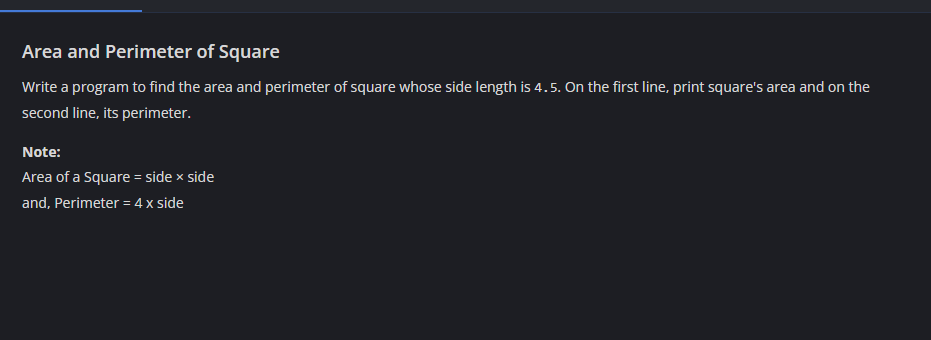 Area and Perimeter of Square
Write a program to find the area and perimeter of square whose side length is 4.5. On the first line, print square's area and on the
second line, its perimeter.
Note:
Area of a Square = side × side
and, Perimeter = 4 x side